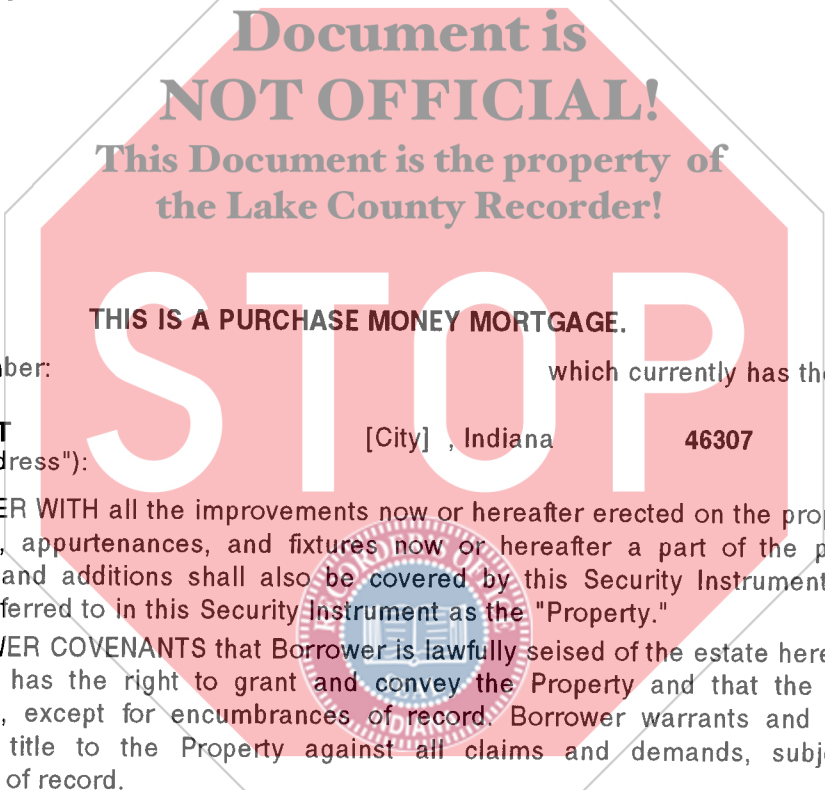 Document is
NOT OFFICIAL!
This Document is the property of
the Lake County Recorder!
STOP
THIS IS A PURCHASE MONEY MORTGAGE.
ber:
which currently has the
T
[City] , Indiana 46307
dress"):
ER WITH all the improvements now or hereafter erected on the prop
, appurtenances, and fixtures now or hereafter a part of the p
and additions shall also be covered by this Security Instrument
ferred to in this Security Instrument as the "Property."
VER COVENANTS that Borrower is lawfully seised of the estate here
has the right to grant and convey the Property and that the
, except for encumbrances of record. Borrower warrants and
title to the Property against all claims and demands, subj
of record.
INDIANA